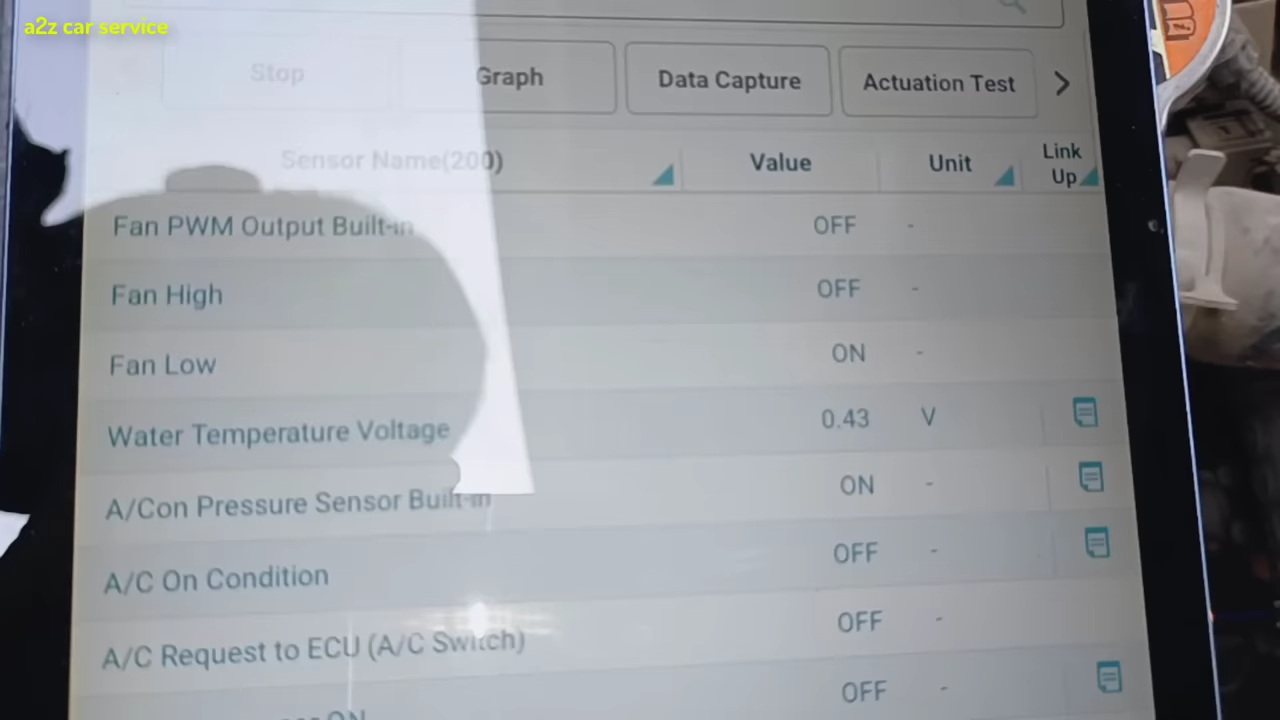 a2z car service
Stop Graph Data Capture Actuation Test >
Sensor Name(200) Value Unit Link Up
Fan PWM Output Built-in OFF -
Fan High OFF -
Fan Low ON -
Water Temperature Voltage 0.43 V
A/Con Pressure Sensor Built-in ON -
A/C On Condition OFF -
A/C Request to ECU (A/C Switch) OFF -
ON OFF -